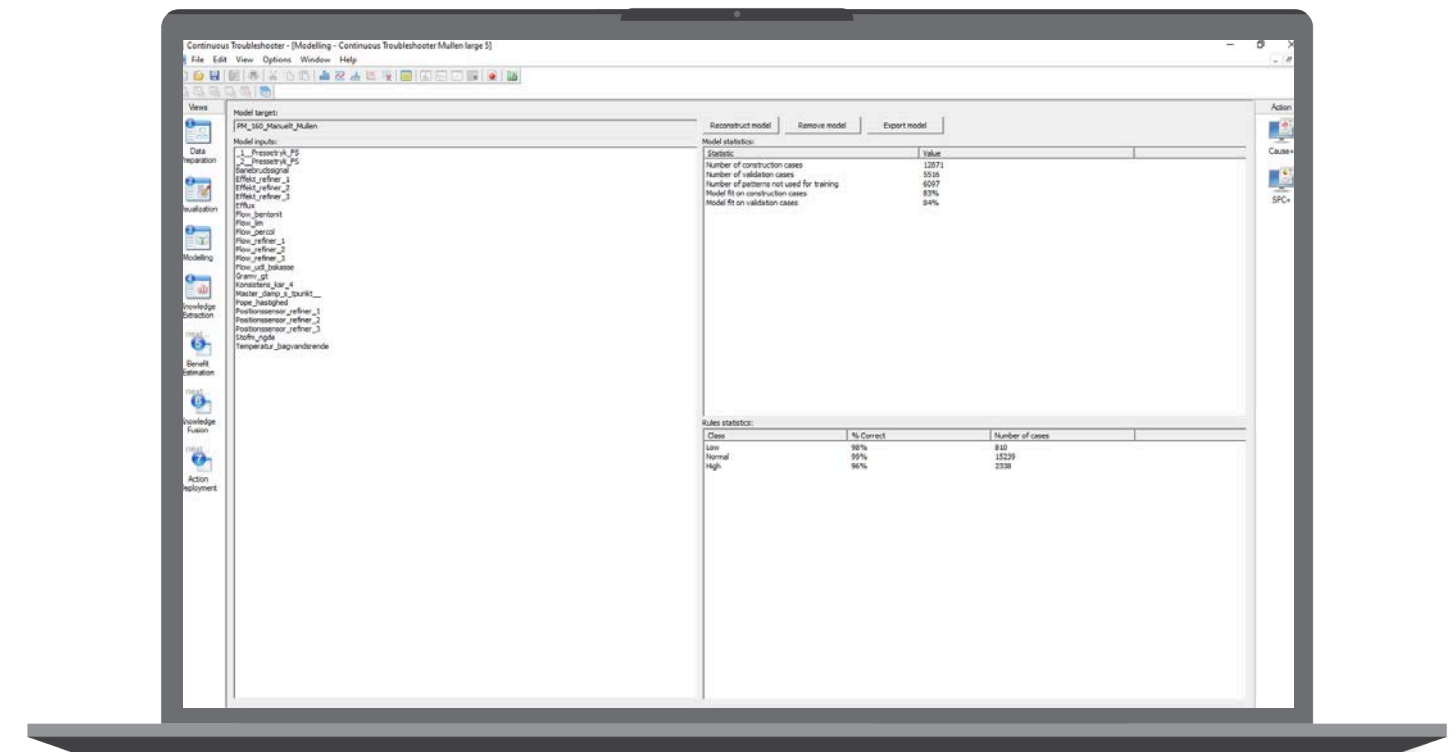 Continuous Troubleshooter - [Modelling - Continuous Troubleshooter Mullen large 5]
File Edit View Options Window Help
Views
Data
Preparation
Visualization
Modelling
Knowledge
Extraction
next...
Benefit
Estimation
next...
Knowledge
Fusion
next...
Action
Deployment
Model target:
PM_160_Manuelt_Mullen
Model inputs:
_1__Pressetryk_PS
_2__Pressetryk_PS
Banebrudssignal
Effekt_refiner_1
Effekt_refiner_2
Effekt_refiner_3
Efflux
Flow_bentonit
Flow_lim
Flow_percol
Flow_refiner_1
Flow_refiner_2
Flow_refiner_3
Flow_udl_bskasse
Gramv_gt
Konsistens_kar_4
Master_damp_s_tpunkt__
Pope_hastighed
Positionssensor_refiner_1
Positionssensor_refiner_2
Positionssensor_refiner_3
Stofm_ngde
Temperatur_bagvandsrende
Reconstruct model Remove model Export model
Model statistics:
Statistic Value
Number of construction cases 12871
Number of validation cases 5516
Number of patterns not used for training 6097
Model fit on construction cases 83%
Model fit on validation cases 84%
Rules statistics:
Class % Correct Number of cases
Low 98% 810
Normal 99% 15239
High 96% 2338
Action
Cause+
SPC+